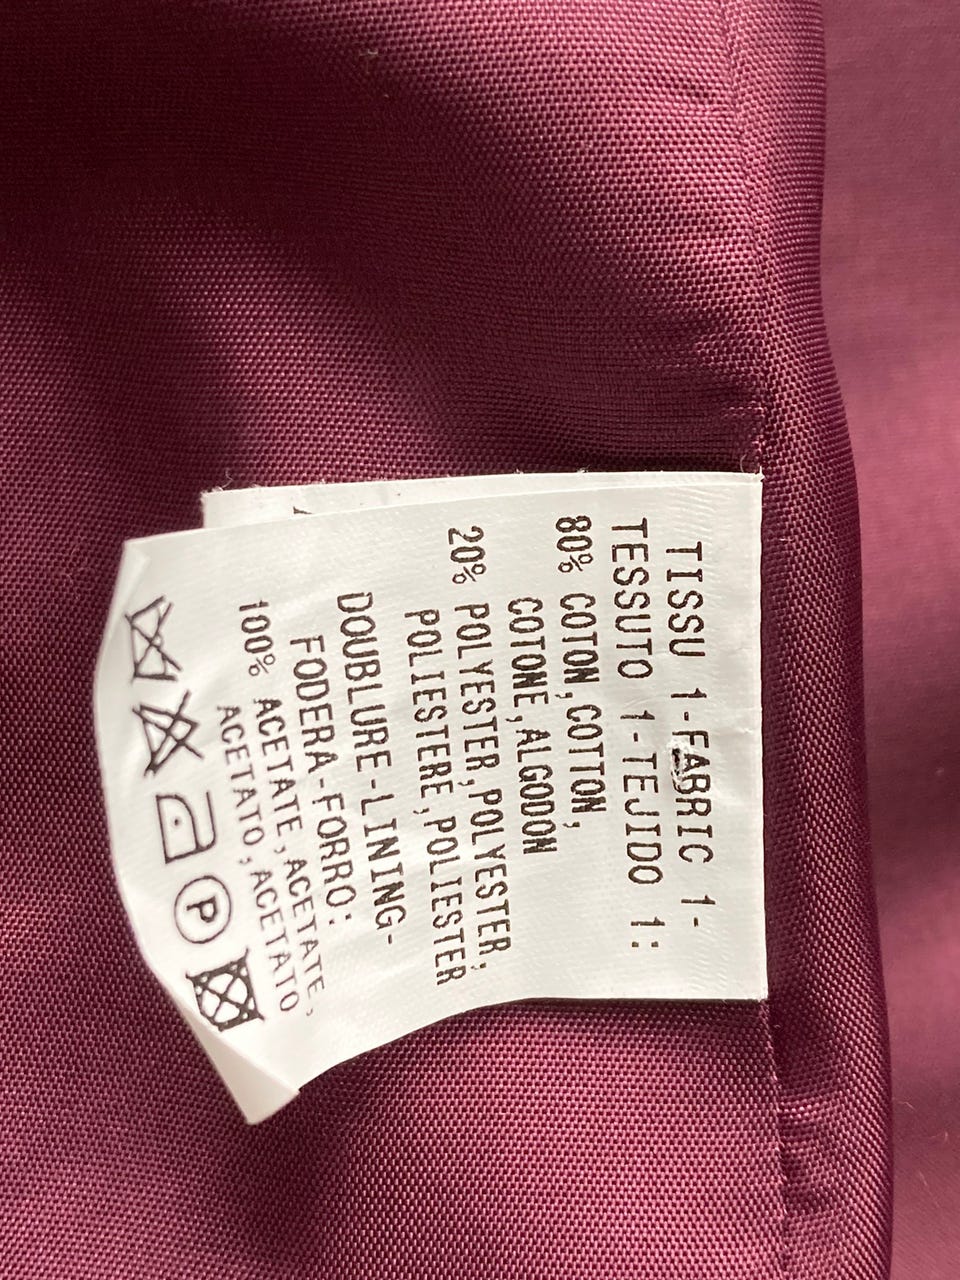 TISSU 1-FABRIC 1-
TESSUTO 1-TEJIDO 1:
80% COTON,COTTON,
COTONE,ALGODON
20% POLYESTER,POLYESTER,
POLIESTERE,POLIESTER
DOUBLURE-LINING-
FODERA-FORRO:
100% ACETATE,ACETATE,
ACETATO,ACETATO
P